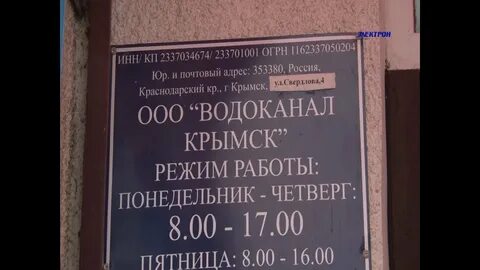 ЭЛЕКТРОН
ИНН/ КП 2337034674/ 233701001 ОГРН 1162337050204
Юр. и почтовый адрес: 353380, Россия,
Краснодарский кр., г Крымск, ул.Свердлова,4
ООО “ВОДОКАНАЛ
КРЫМСК”
РЕЖИМ РАБОТЫ:
ПОНЕДЕЛЬНИК - ЧЕТВЕРГ:
8.00 - 17.00
ПЯТНИЦА: 8.00 - 16.00